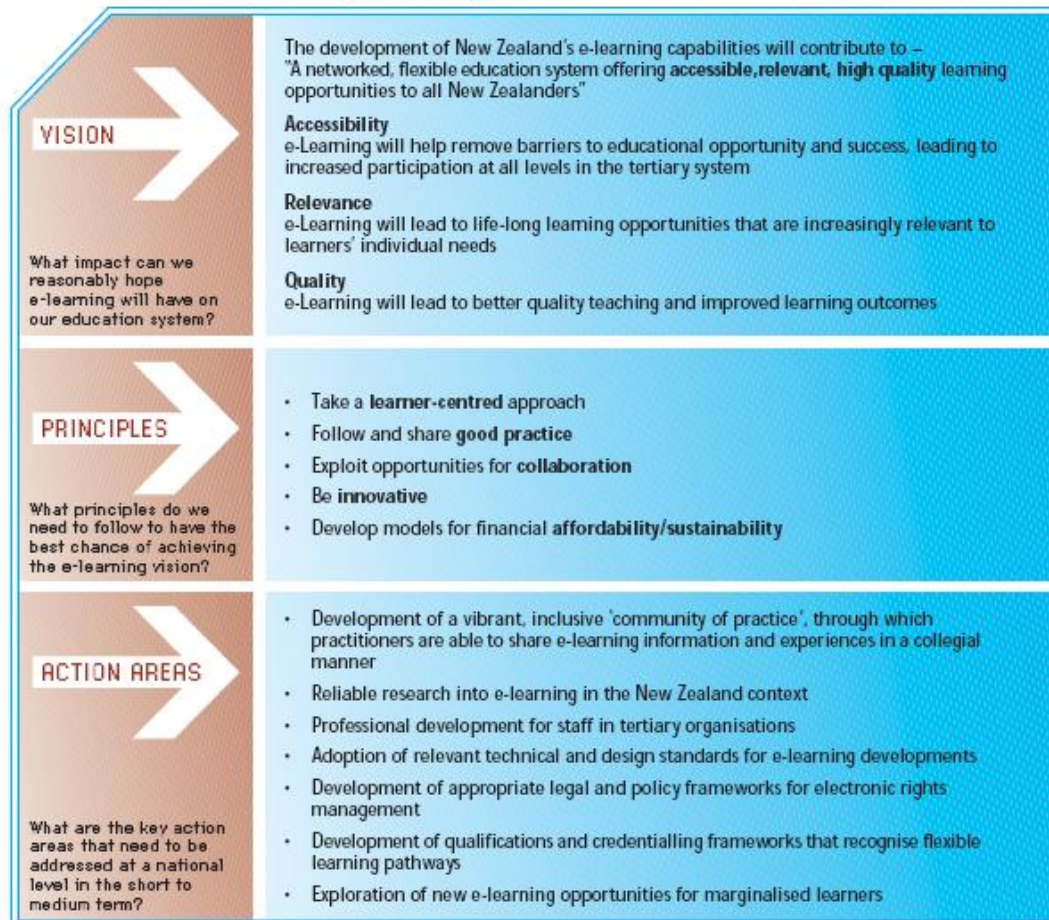 VISION
What impact can we
reasonably hope
e-learning will have on
our education system?
The development of New Zealand's e-learning capabilities will contribute to –
"A networked, flexible education system offering accessible,relevant, high quality learning
opportunities to all New Zealanders"
Accessibility
e-Learning will help remove barriers to educational opportunity and success, leading to
increased participation at all levels in the tertiary system
Relevance
e-Learning will lead to life-long learning opportunities that are increasingly relevant to
learners' individual needs
Quality
e-Learning will lead to better quality teaching and improved learning outcomes
PRINCIPLES
What principles do we
need to follow to have the
best chance of achieving
the e-learning vision?
• Take a learner-centred approach
• Follow and share good practice
• Exploit opportunities for collaboration
• Be innovative
• Develop models for financial affordability/sustainability
ACTION AREAS
What are the key action
areas that need to be
addressed at a national
level in the short to
medium term?
• Development of a vibrant, inclusive 'community of practice', through which
practitioners are able to share e-learning information and experiences in a collegial
manner
• Reliable research into e-learning in the New Zealand context
• Professional development for staff in tertiary organisations
• Adoption of relevant technical and design standards for e-learning developments
• Development of appropriate legal and policy frameworks for electronic rights
management
• Development of qualifications and credentialling frameworks that recognise flexible
learning pathways
• Exploration of new e-learning opportunities for marginalised learners